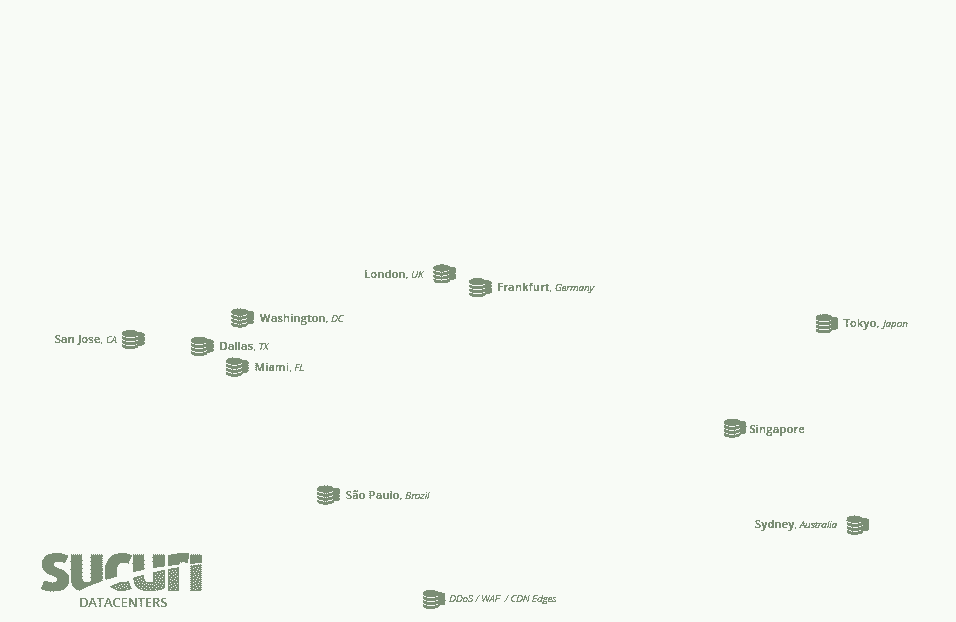 London, UK
Frankfurt, Germany
Washington, DC
Tokyo, Japan
San Jose, CA
Dallas, TX
Miami, FL
Singapore
São Paulo, Brazil
Sydney, Australia
sucuri
DATACENTERS
DDoS / WAF / CDN Edges